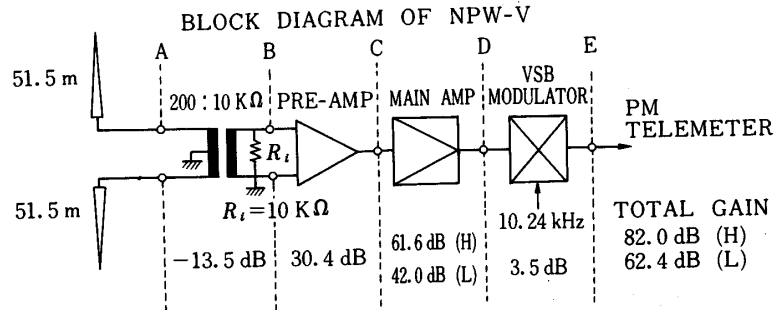 BLOCK DIAGRAM OF NPW-V
A B C D E
51.5 m
200 : 10 KΩ
PRE-AMP
MAIN AMP
VSB
MODULATOR
PM
TELEMETER
R_i
51.5 m
R_i = 10 KΩ
10.24 kHz
−13.5 dB
30.4 dB
61.6 dB (H)
42.0 dB (L)
3.5 dB
TOTAL GAIN
82.0 dB (H)
62.4 dB (L)